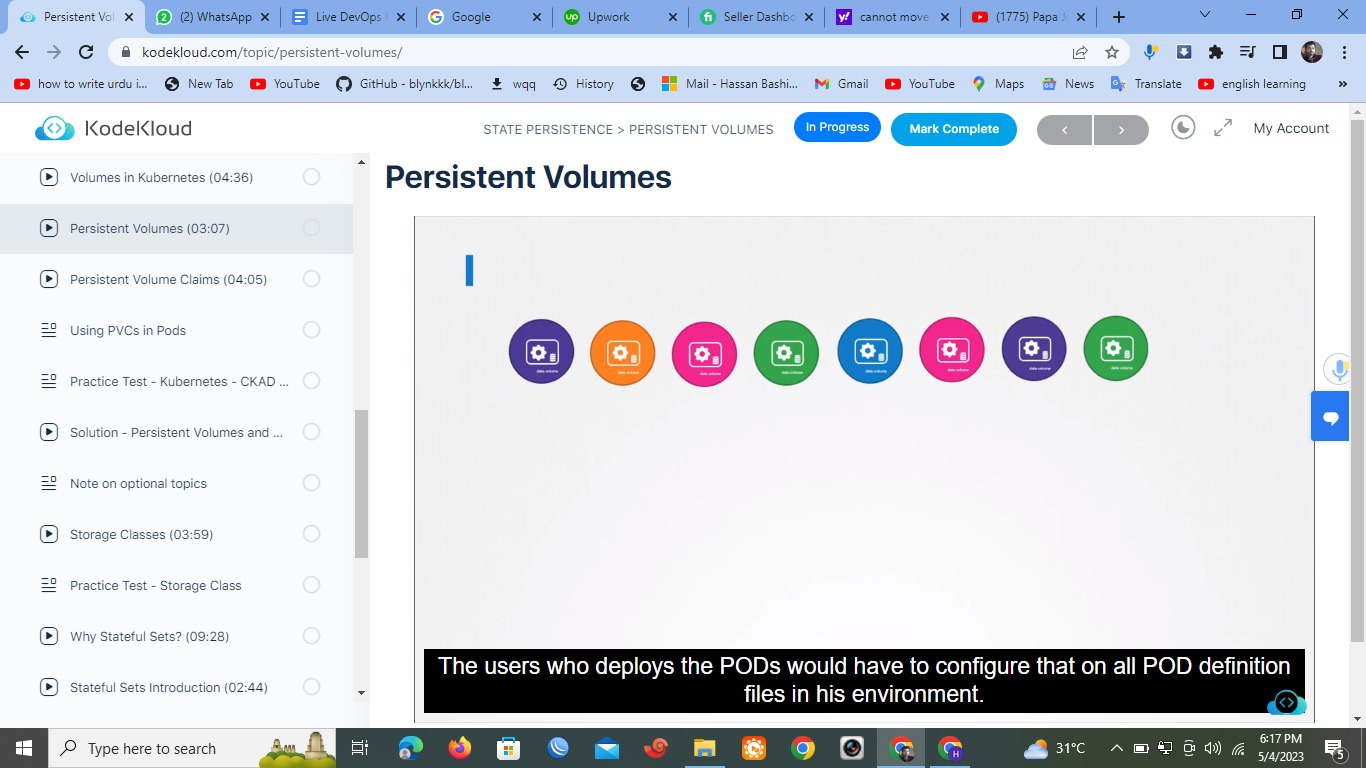 Persistent Vol
(2) WhatsApp
Live DevOps
Google
Upwork
Seller Dashbo
cannot move
(1775) Papa J
kodekloud.com/topic/persistent-volumes/
how to write urdu i...
New Tab
YouTube
GitHub - blynkkk/bl...
wqq
History
Mail - Hassan Bashi...
Gmail
YouTube
Maps
News
Translate
english learning
»
KodeKloud
STATE PERSISTENCE > PERSISTENT VOLUMES
In Progress
Mark Complete
My Account
Volumes in Kubernetes (04:36)
Persistent Volumes (03:07)
Persistent Volume Claims (04:05)
Using PVCs in Pods
Practice Test - Kubernetes - CKAD ...
Solution - Persistent Volumes and ...
Note on optional topics
Storage Classes (03:59)
Practice Test - Storage Class
Why Stateful Sets? (09:28)
Stateful Sets Introduction (02:44)
Persistent Volumes
data volume
data volume
data volume
data volume
data volume
data volume
data volume
data volume
The users who deploys the PODs would have to configure that on all POD definition
files in his environment.
Type here to search
31°C
6:17 PM
5/4/2023
5